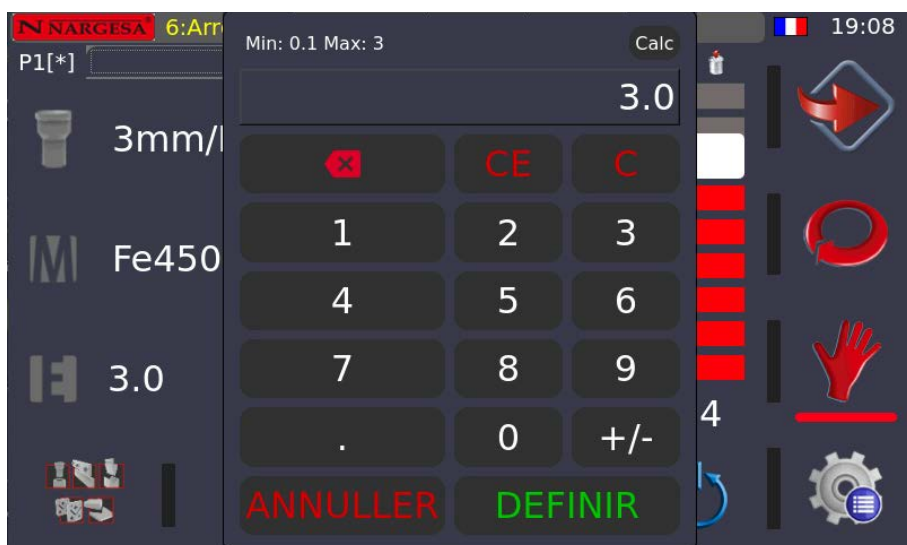 NARGESA 6:Arr
19:08
P1[*]
Min: 0.1 Max: 3
Calc
3.0
3mm/
CE C
1 2 3
Fe450
4 5 6
7 8 9
3.0
4
. 0 +/-
ANNULLER DEFINIR